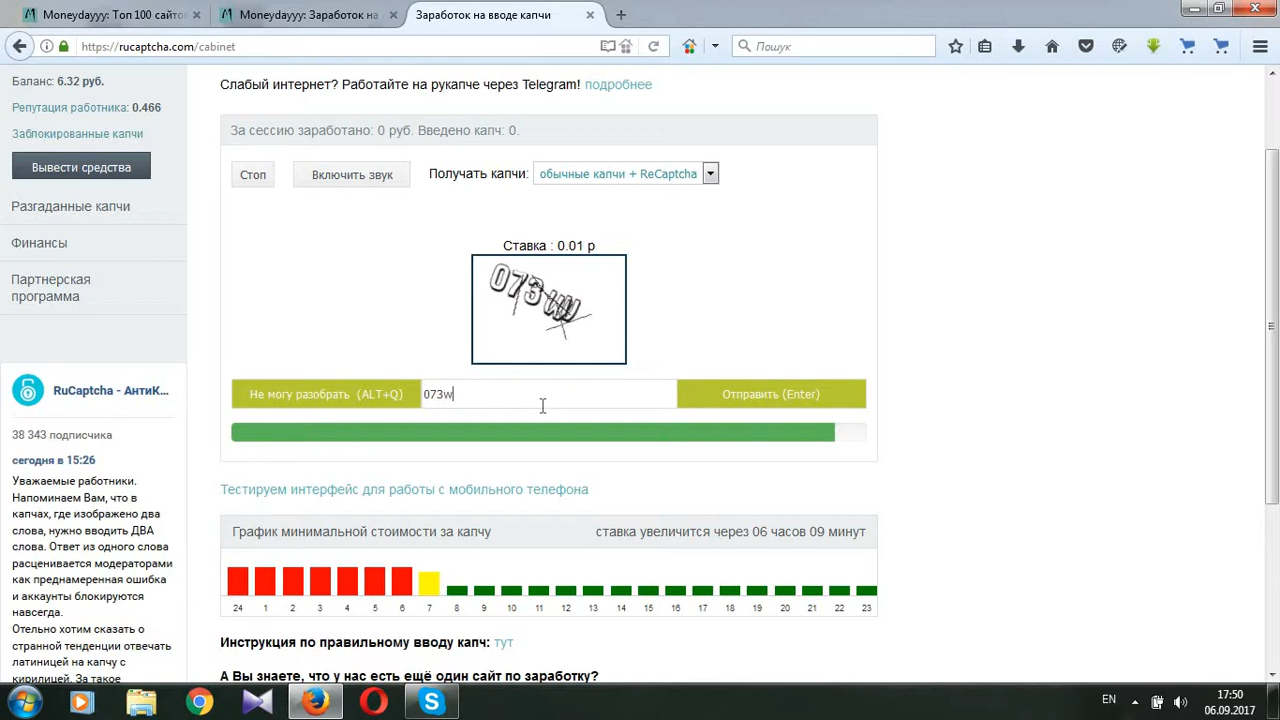 Moneydayyy: Топ 100 сайтов
Moneydayyy: Заработок на
Заработок на вводе капчи
https://rucaptcha.com/cabinet
Пошук
Баланс: 6.32 руб.
Репутация работника: 0.466
Заблокированные капчи
Вывести средства
Разгаданные капчи
Финансы
Партнерская
программа
RuCaptcha - АнтиК...
38 343 подписчика
сегодня в 15:26
Уважаемые работники.
Напоминаем Вам, что в
капчах, где изображено два
слова, нужно вводить ДВА
слова. Ответ из одного слова
расценивается модераторами
как преднамеренная ошибка
и аккаунты блокируются
навсегда.
Отельно хотим сказать о
странной тенденции отвечать
латиницей на капчу с
кирилицей. За такое
Слабый интернет? Работайте на рукапче через Telegram! подробнее
За сессию заработано: 0 руб. Введено капч: 0.
Стоп
Включить звук
Получать капчи:
обычные капчи + ReCaptcha
Ставка : 0.01 р
Не могу разобрать (ALT+Q)
073w
Отправить (Enter)
Тестируем интерфейс для работы с мобильного телефона
График минимальной стоимости за капчу
ставка увеличится через 06 часов 09 минут
24 1 2 3 4 5 6 7 8 9 10 11 12 13 14 15 16 17 18 19 20 21 22 23
Инструкция по правильному вводу капч: тут
А Вы знаете, что у нас есть ещё один сайт по заработку?
EN
17:50
06.09.2017